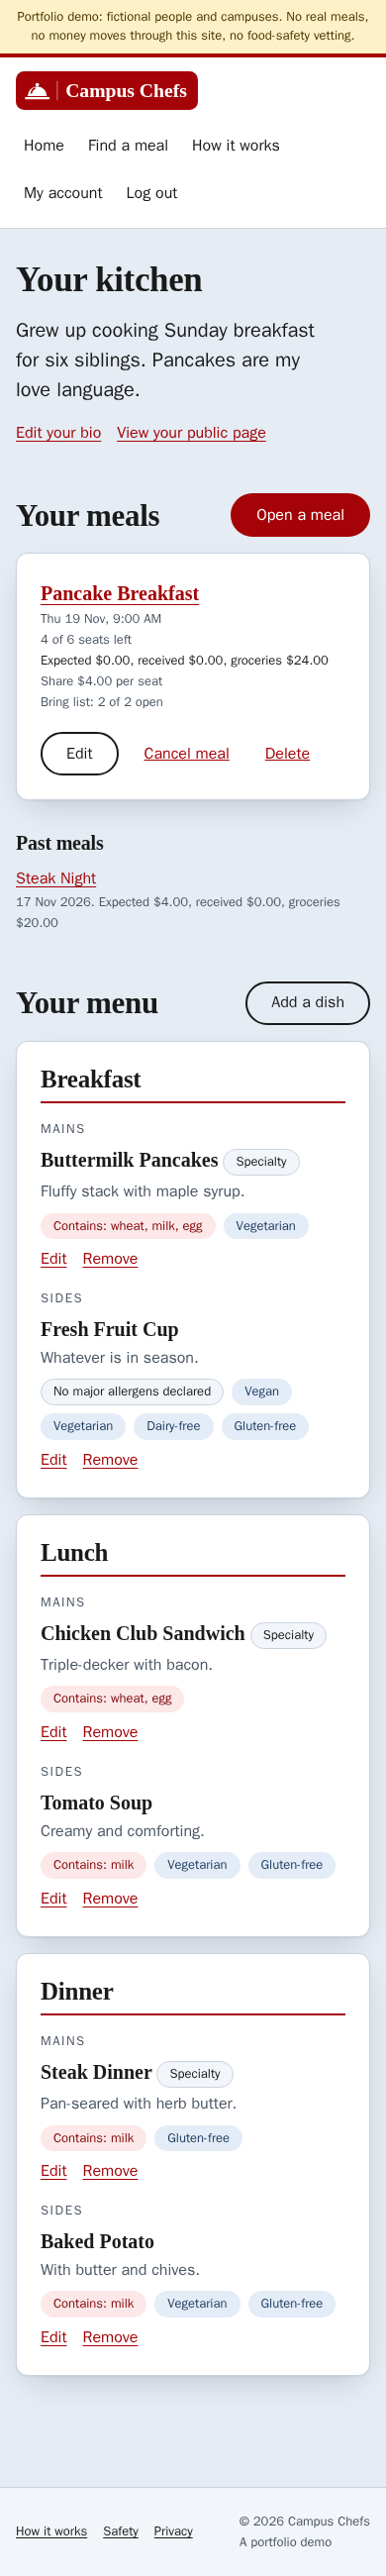 Portfolio demo: fictional people and campuses. No real meals,
no money moves through this site, no food-safety vetting.
Campus Chefs
Home Find a meal How it works
My account Log out
Your kitchen
Grew up cooking Sunday breakfast
for six siblings. Pancakes are my
love language.
Edit your bio View your public page
Your meals Open a meal
Pancake Breakfast
Thu 19 Nov, 9:00 AM
4 of 6 seats left
Expected $0.00, received $0.00, groceries $24.00
Share $4.00 per seat
Bring list: 2 of 2 open
Edit Cancel meal Delete
Past meals
Steak Night
17 Nov 2026. Expected $4.00, received $0.00, groceries
$20.00
Your menu Add a dish
Breakfast
MAINS
Buttermilk Pancakes Specialty
Fluffy stack with maple syrup.
Contains: wheat, milk, egg Vegetarian
Edit Remove
SIDES
Fresh Fruit Cup
Whatever is in season.
No major allergens declared Vegan
Vegetarian Dairy-free Gluten-free
Edit Remove
Lunch
MAINS
Chicken Club Sandwich Specialty
Triple-decker with bacon.
Contains: wheat, egg
Edit Remove
SIDES
Tomato Soup
Creamy and comforting.
Contains: milk Vegetarian Gluten-free
Edit Remove
Dinner
MAINS
Steak Dinner Specialty
Pan-seared with herb butter.
Contains: milk Gluten-free
Edit Remove
SIDES
Baked Potato
With butter and chives.
Contains: milk Vegetarian Gluten-free
Edit Remove
How it works Safety Privacy
© 2026 Campus Chefs
A portfolio demo